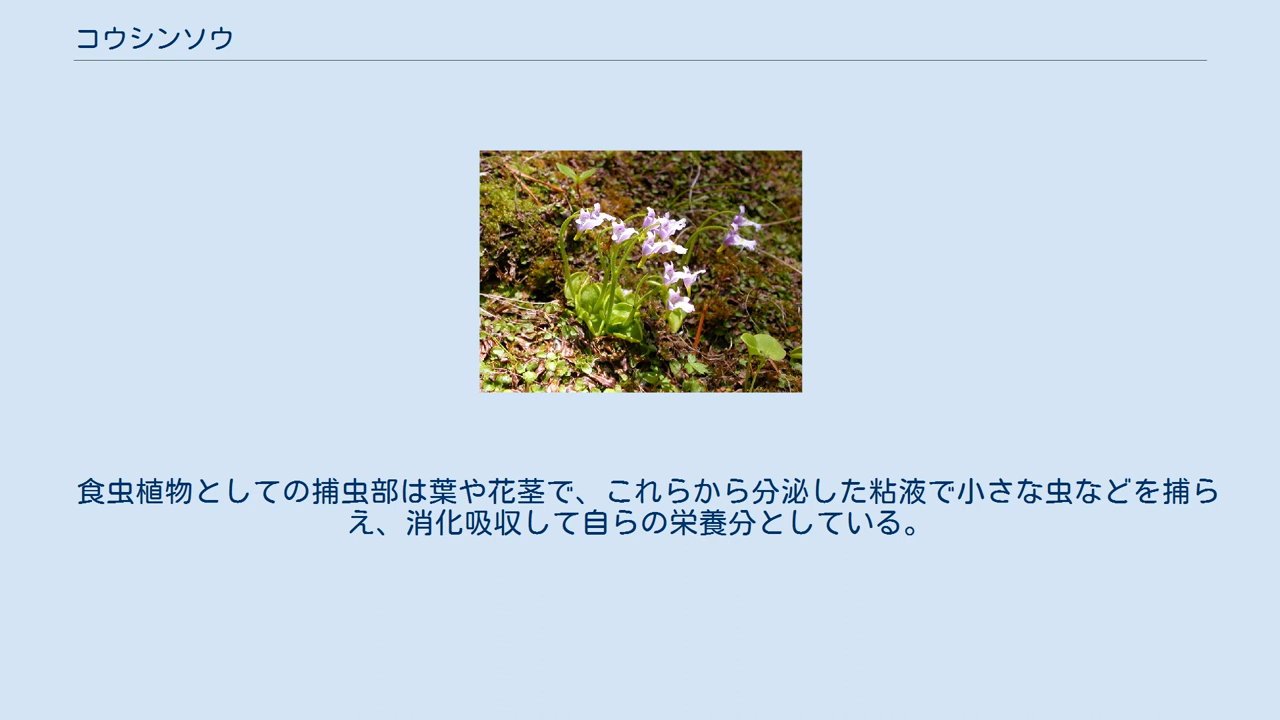 コウシンソウ
食虫植物としての捕虫部は葉や花茎で、これらから分泌した粘液で小さな虫などを捕ら
え、消化吸収して自らの栄養分としている。